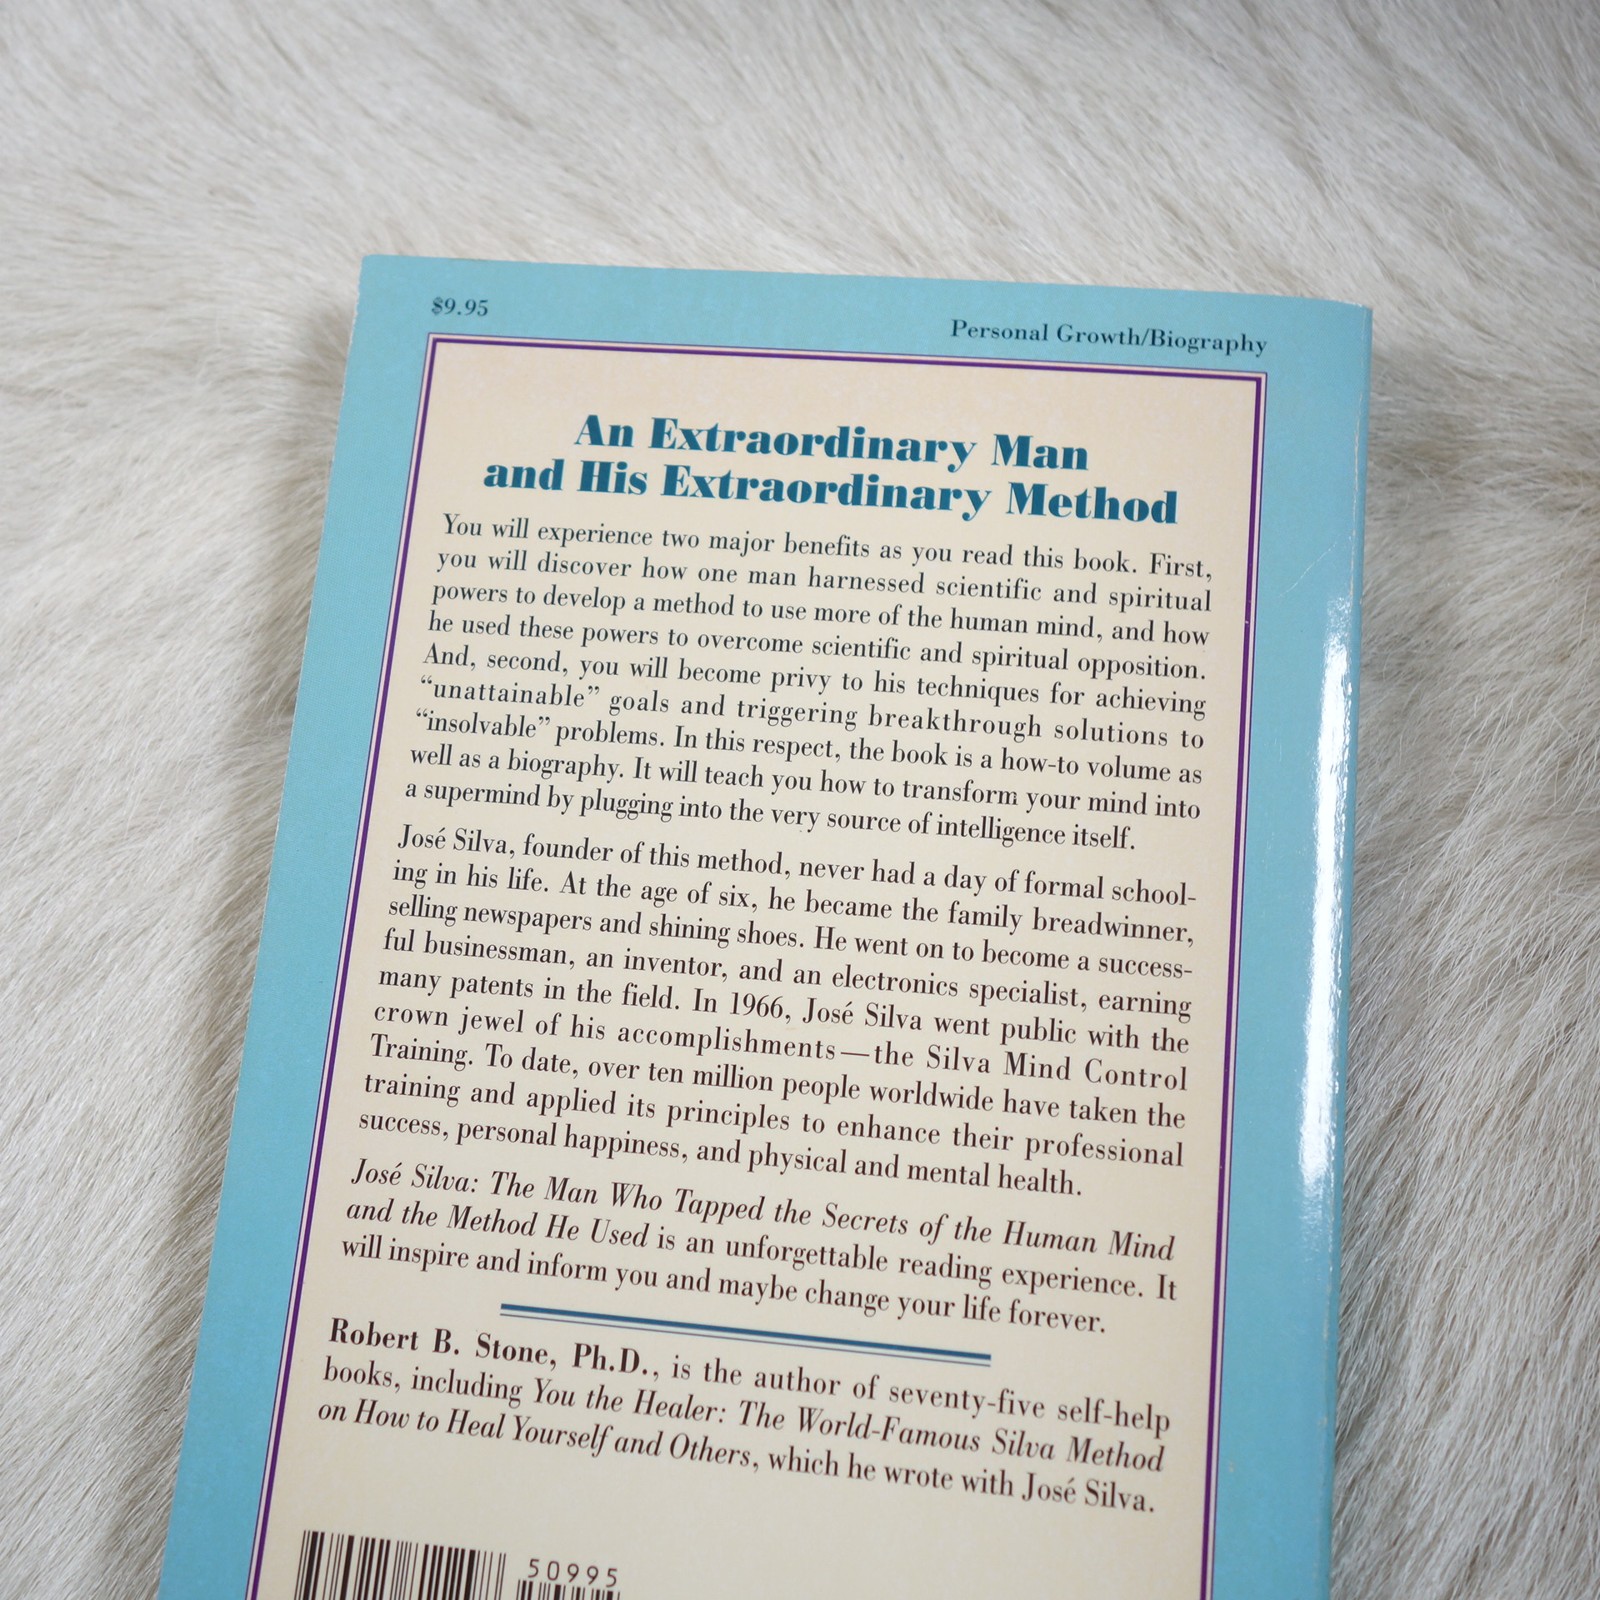 $9.95
Personal Growth/Biography
An Extraordinary Man
and His Extraordinary Method
You will experience two major benefits as you read this book. First,
you will discover how one man harnessed scientific and spiritual
powers to develop a method to use more of the human mind, and how
he used these powers to overcome scientific and spiritual opposition.
And, second, you will become privy to his techniques for achieving
“unattainable” goals and triggering breakthrough solutions to
“insolvable” problems. In this respect, the book is a how-to volume as
well as a biography. It will teach you how to transform your mind into
a supermind by plugging into the very source of intelligence itself.
José Silva, founder of this method, never had a day of formal school-
ing in his life. At the age of six, he became the family breadwinner,
selling newspapers and shining shoes. He went on to become a success-
ful businessman, an inventor, and an electronics specialist, earning
many patents in the field. In 1966, José Silva went public with the
crown jewel of his accomplishments—the Silva Mind Control
Training. To date, over ten million people worldwide have taken the
training and applied its principles to enhance their professional
success, personal happiness, and physical and mental health.
José Silva: The Man Who Tapped the Secrets of the Human Mind
and the Method He Used is an unforgettable reading experience. It
will inspire and inform you and maybe change your life forever.
Robert B. Stone, Ph.D., is the author of seventy-five self-help
books, including You the Healer: The World-Famous Silva Method
on How to Heal Yourself and Others, which he wrote with José Silva.
50995